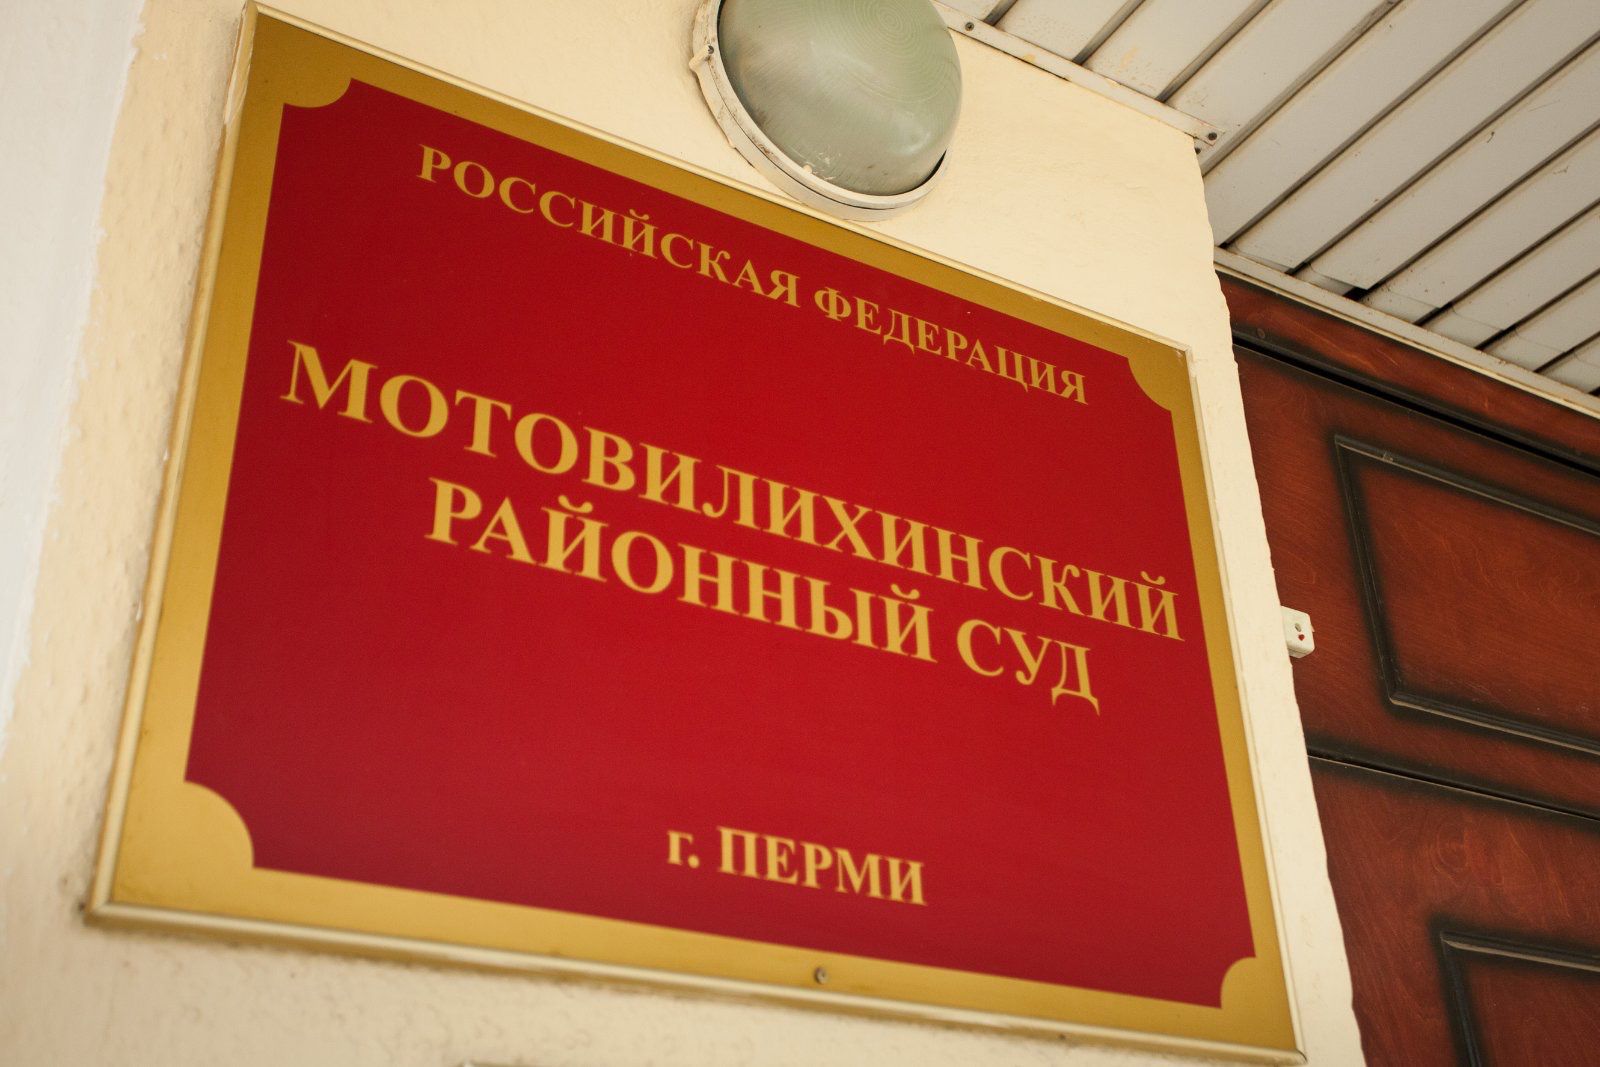 РОССИЙСКАЯ ФЕДЕРАЦИЯ
МОТОВИЛИХИНСКИЙ
РАЙОННЫЙ СУД
г. ПЕРМИ